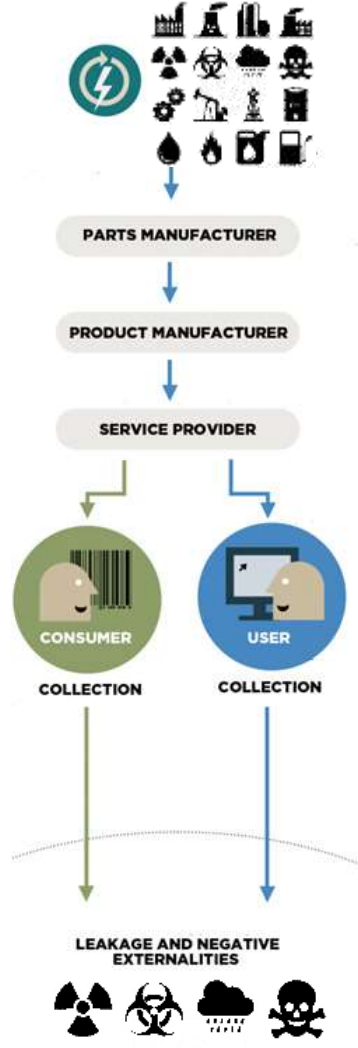 PARTS MANUFACTURER
PRODUCT MANUFACTURER
SERVICE PROVIDER
CONSUMER
USER
COLLECTION
COLLECTION
LEAKAGE AND NEGATIVE
EXTERNALITIES